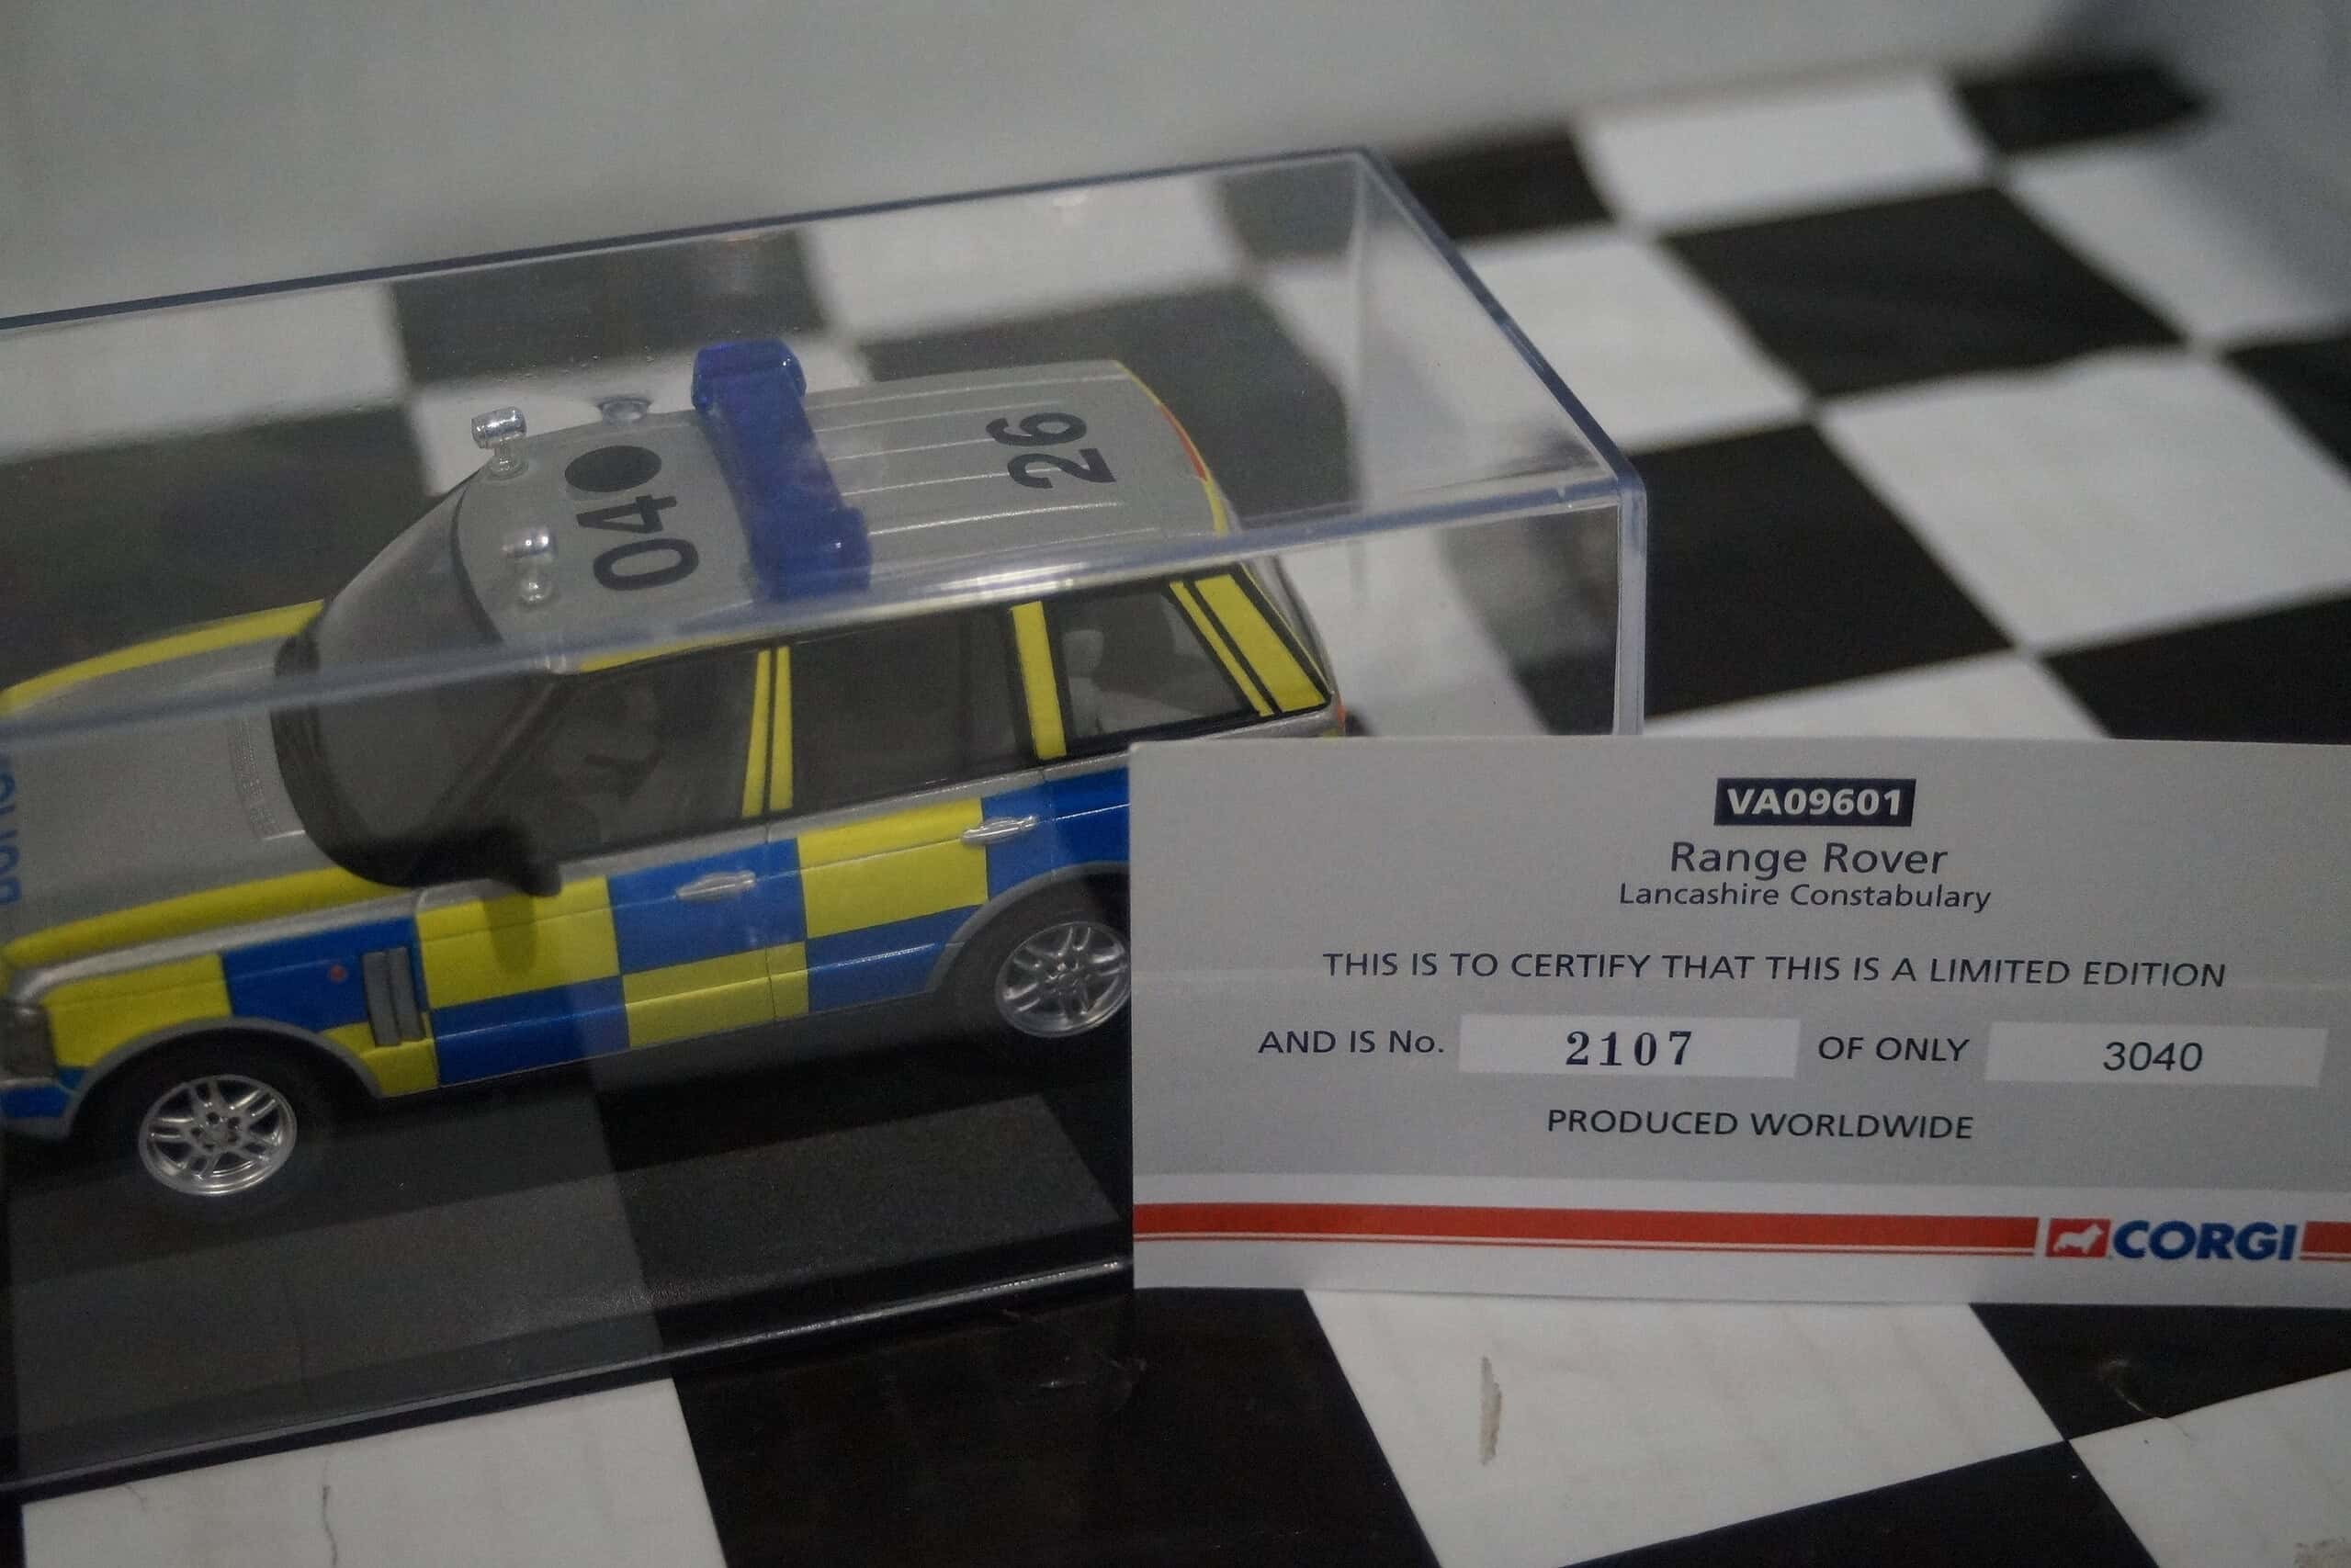 04
26
VA09601
Range Rover
Lancashire Constabulary
THIS IS TO CERTIFY THAT THIS IS A LIMITED EDITION
AND IS No. 2107 OF ONLY 3040
PRODUCED WORLDWIDE
CORGI